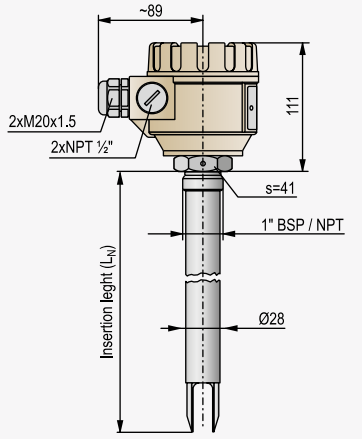 ~89
111
2xM20x1.5
2xNPT ½"
s=41
1" BSP / NPT
Insertion leght (LN)
Ø28